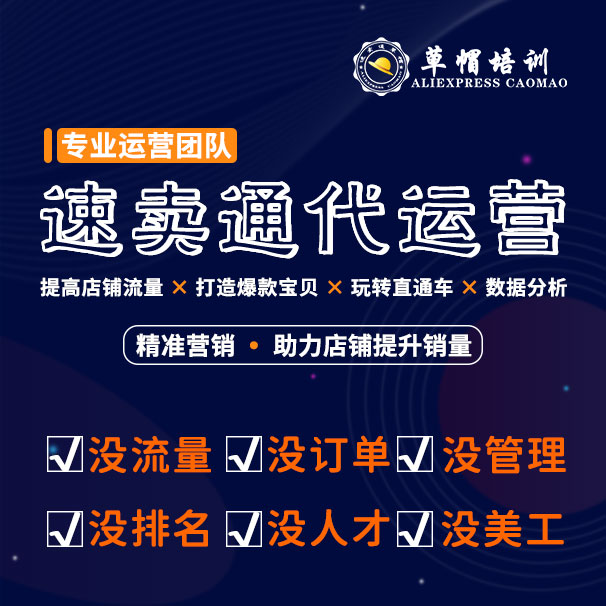 草帽培训
ALIEXPRESS CAOMAO
专业运营团队
速卖通代运营
提高店铺流量 × 打造爆款宝贝 × 玩转直通车 × 数据分析
精准营销 • 助力店铺提升销量
没流量 没订单 没管理
没排名 没人才 没美工